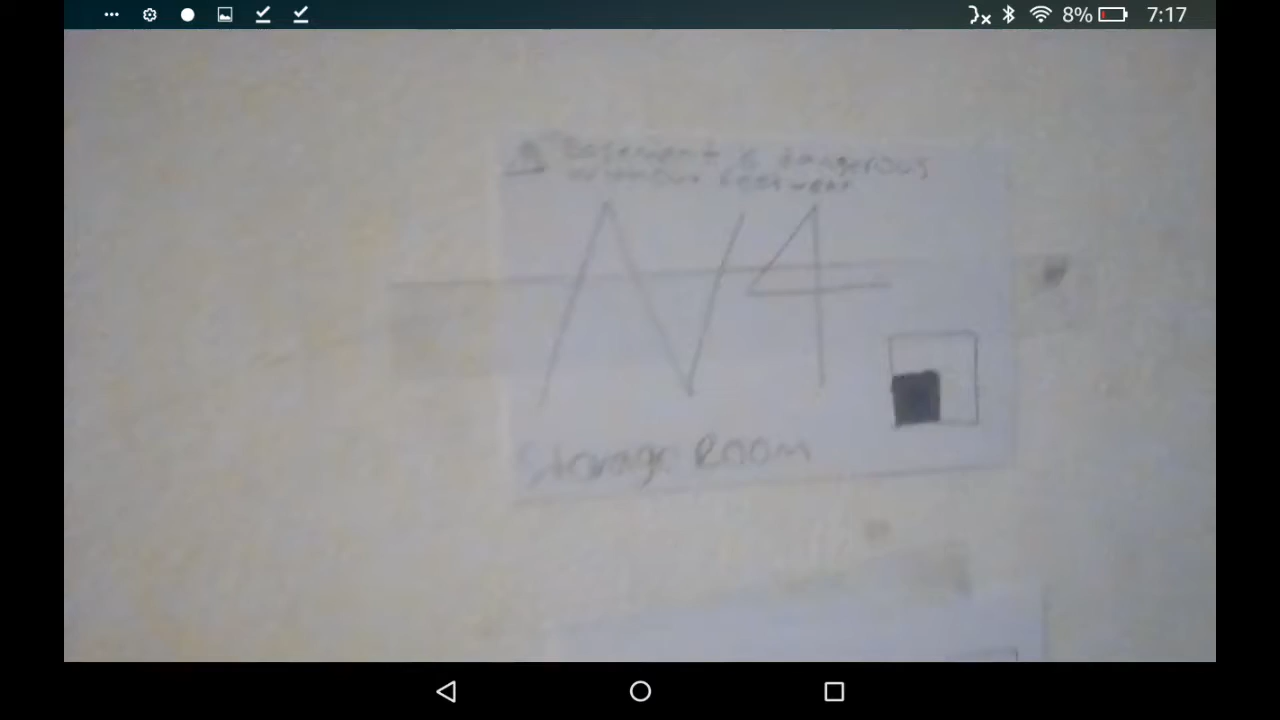 8% 7:17
Basement is dangerous
without footwear
N4
Storage Room